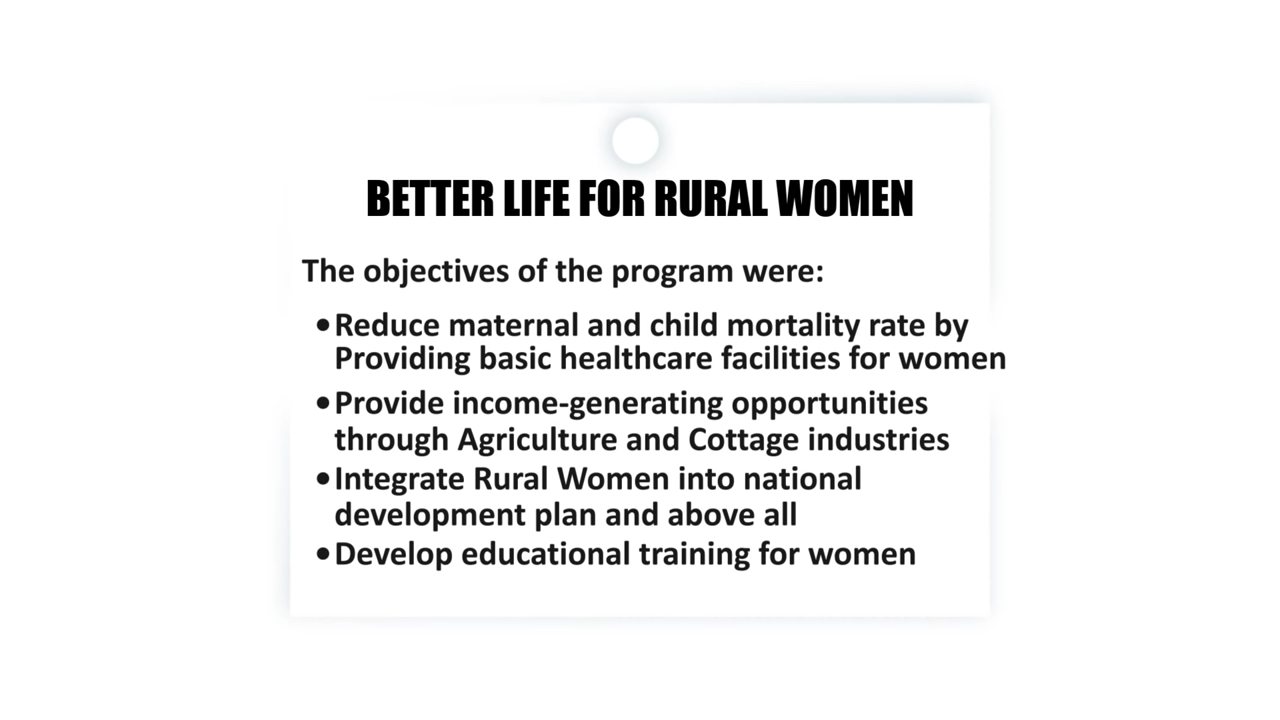 BETTER LIFE FOR RURAL WOMEN
The objectives of the program were:
•Reduce maternal and child mortality rate by
Providing basic healthcare facilities for women
•Provide income-generating opportunities
through Agriculture and Cottage industries
•Integrate Rural Women into national
development plan and above all
•Develop educational training for women